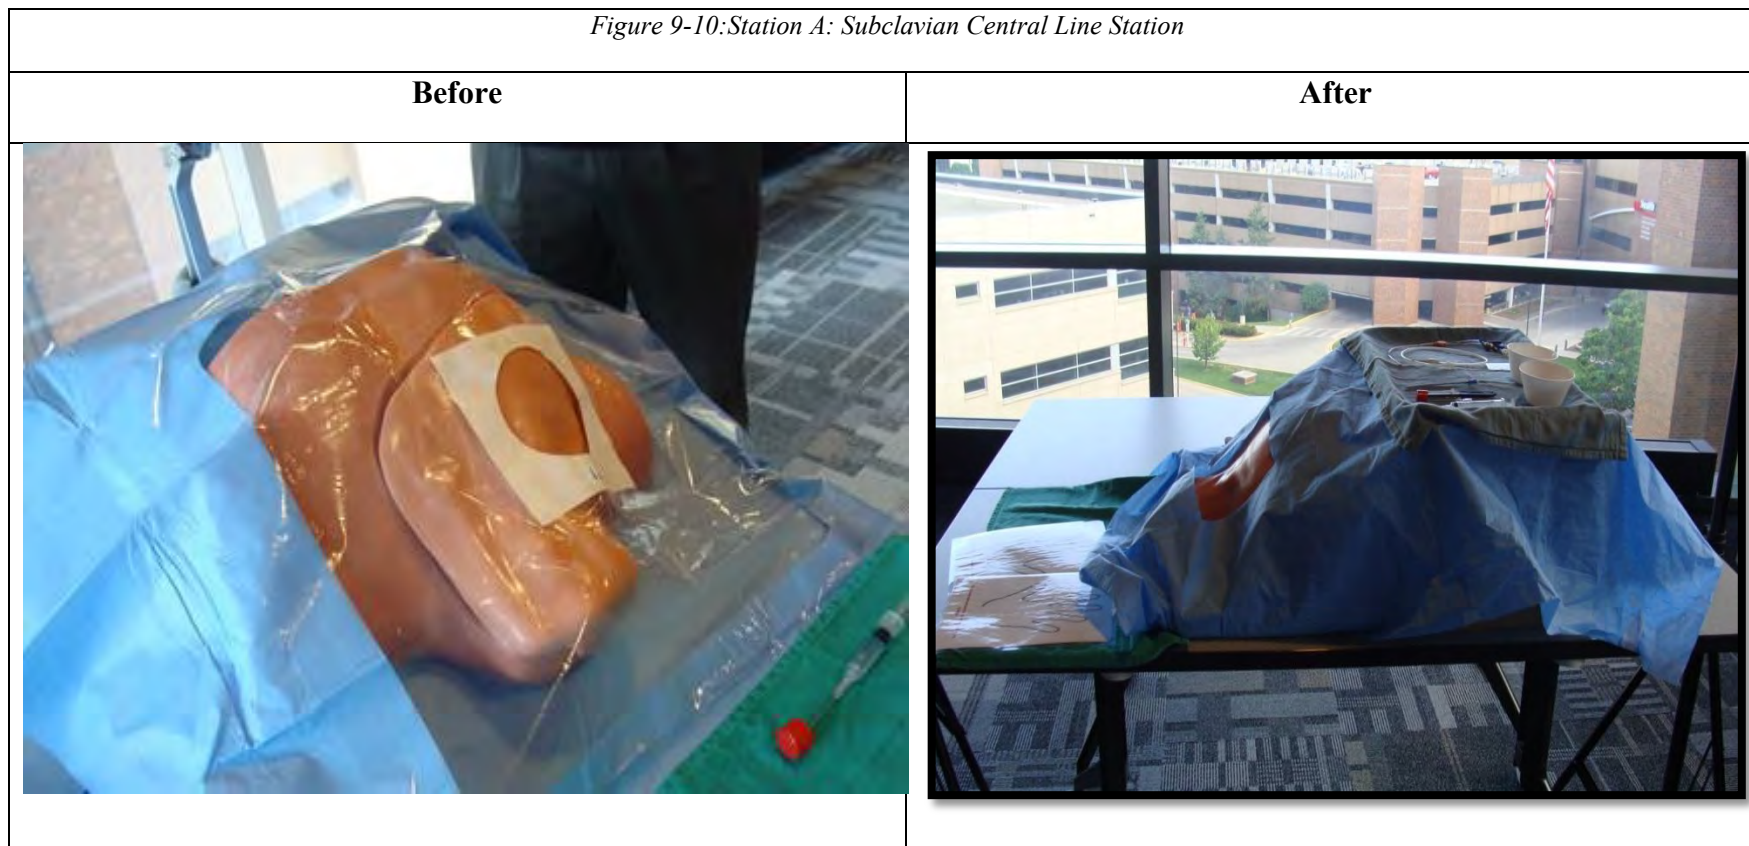 Figure 9-10:Station A: Subclavian Central Line Station
Before
After